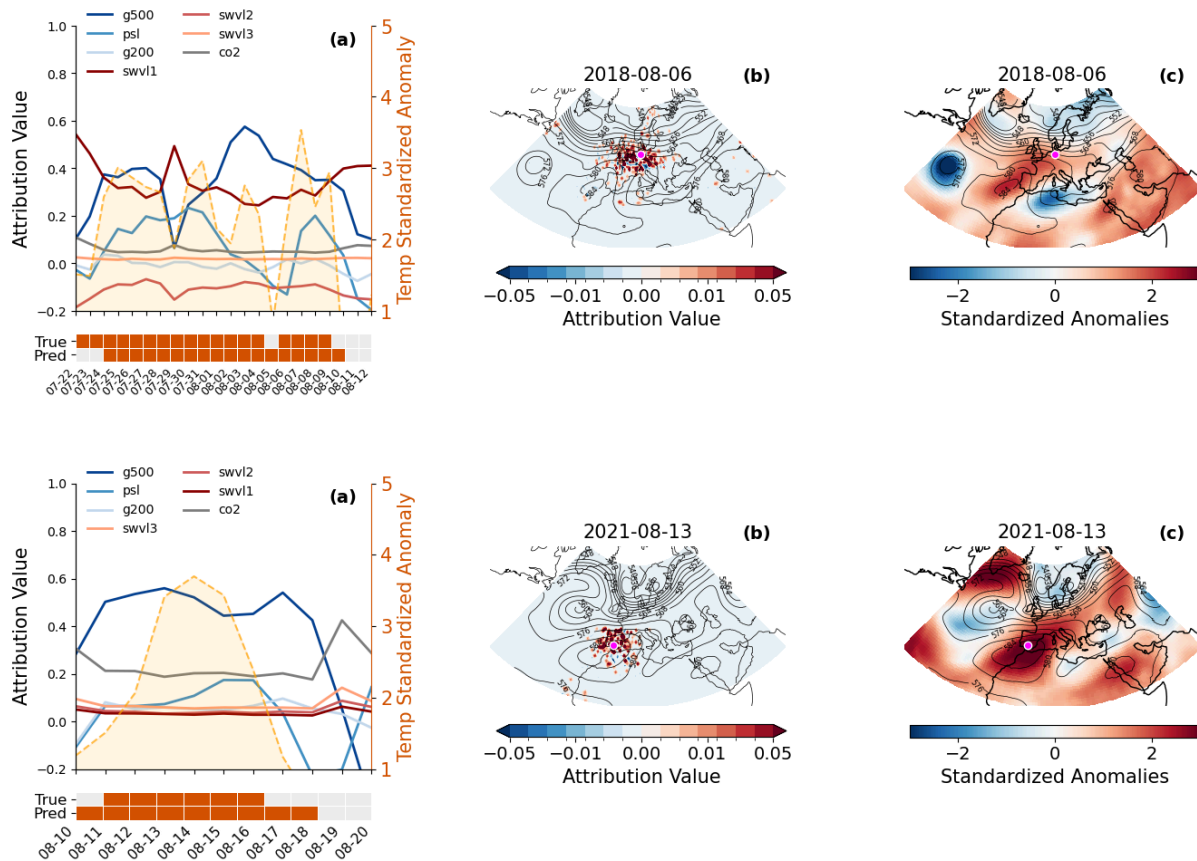 g500
psl
g200
swvl1
swvl2
swvl3
co2
(a)
1.0
0.8
0.6
0.4
0.2
0.0
−0.2
Attribution Value
5
4
3
2
1
Temp Standardized Anomaly
True
Pred
07-22
07-23
07-24
07-25
07-26
07-27
07-28
07-29
07-30
07-31
08-01
08-02
08-03
08-04
08-05
08-06
08-07
08-08
08-09
08-10
08-11
08-12
2018-08-06
(b)
−0.05
−0.01
0.00
0.01
0.05
Attribution Value
2018-08-06
(c)
−2
0
2
Standardized Anomalies
g500
psl
g200
swvl3
swvl2
swvl1
co2
(a)
1.0
0.8
0.6
0.4
0.2
0.0
−0.2
Attribution Value
5
4
3
2
1
Temp Standardized Anomaly
True
Pred
08-10
08-11
08-12
08-13
08-14
08-15
08-16
08-17
08-18
08-19
08-20
2021-08-13
(b)
576
−0.05
−0.01
0.00
0.01
0.05
Attribution Value
2021-08-13
(c)
576
−2
0
2
Standardized Anomalies